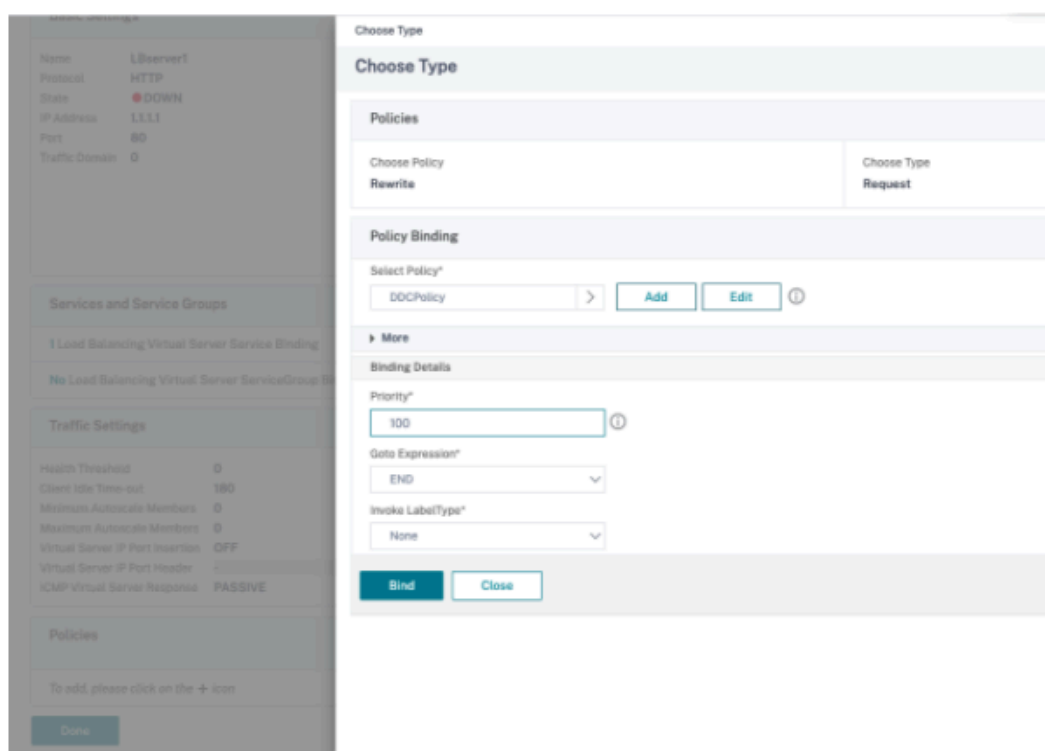 Basic Settings
Name LBserver1
Protocol HTTP
State DOWN
IP Address 1.1.1.1
Port 80
Traffic Domain 0
Services and Service Groups
1 Load Balancing Virtual Server Service Binding
No Load Balancing Virtual Server ServiceGroup
Traffic Settings
Health Threshold 0
Client Idle Time-out 180
Minimum Autoscale Members 0
Maximum Autoscale Members 0
Virtual Server IP Port Insertion OFF
Virtual Server IP Port Header -
ICMP Virtual Server Response PASSIVE
Policies
To add, please click on the + icon
Done
Choose Type
Choose Type
Policies
Choose Policy Choose Type
Rewrite Request
Policy Binding
Select Policy*
DDCPolicy > Add Edit
More
Binding Details
Priority*
100
Goto Expression*
END
Invoke LabelType*
None
Bind Close